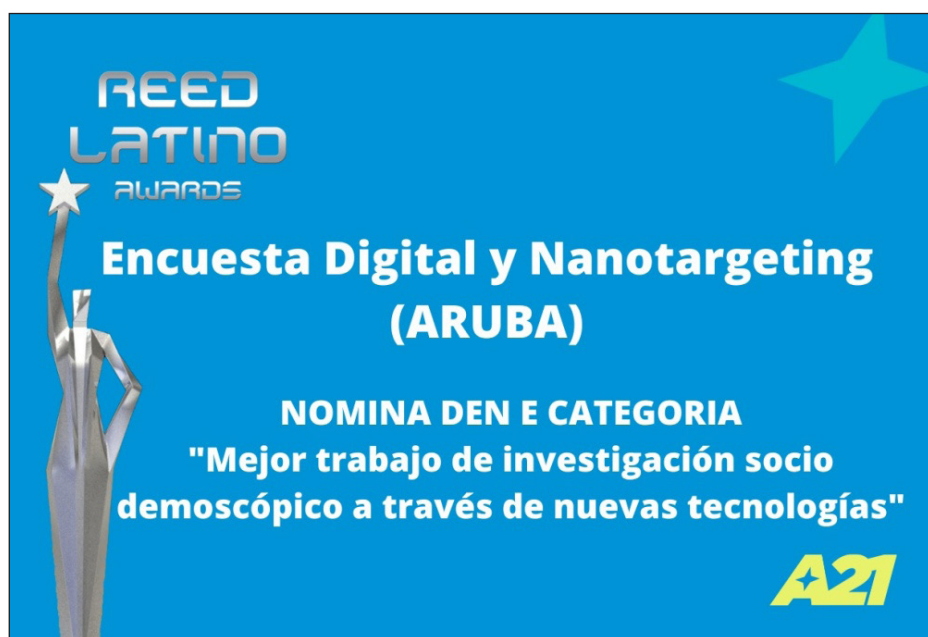 REED
LATINO
AWARDS
Encuesta Digital y Nanotargeting
(ARUBA)
NOMINA DEN E CATEGORIA
"Mejor trabajo de investigación socio
demoscópico a través de nuevas tecnologías"
A21